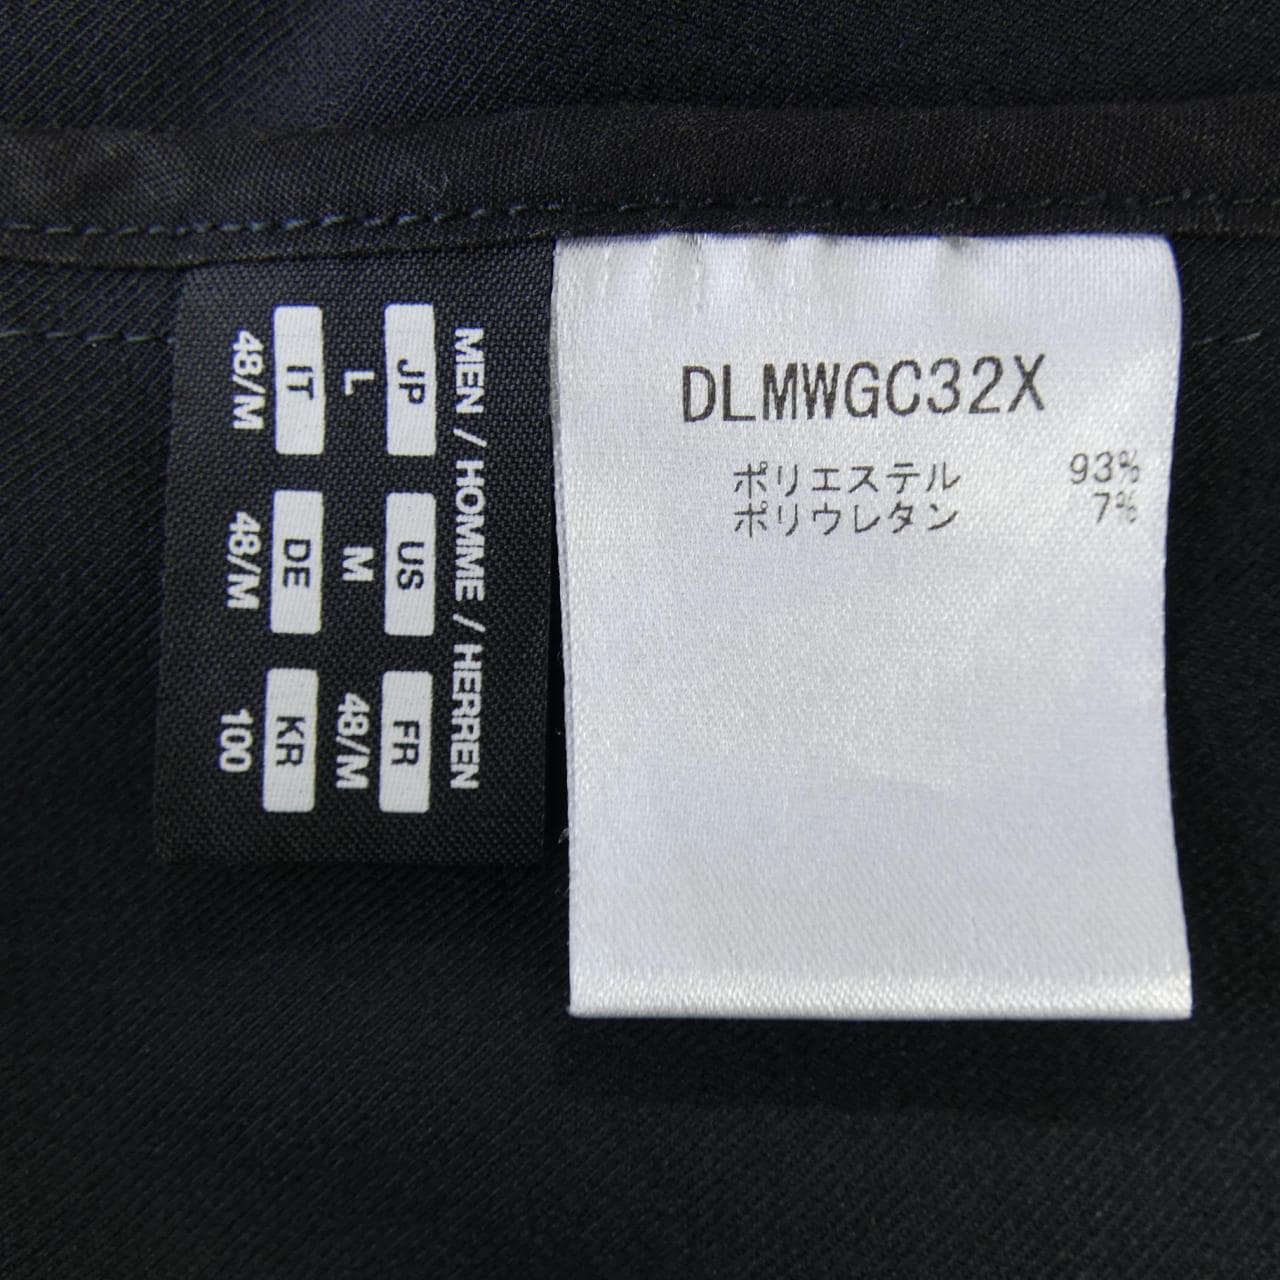 MEN / HOMME / HERREN
JP US FR
L M 48/M
IT DE KR
48/M 48/M 100
DLMWGC32X
ポリエステル 93%
ポリウレタン 7%